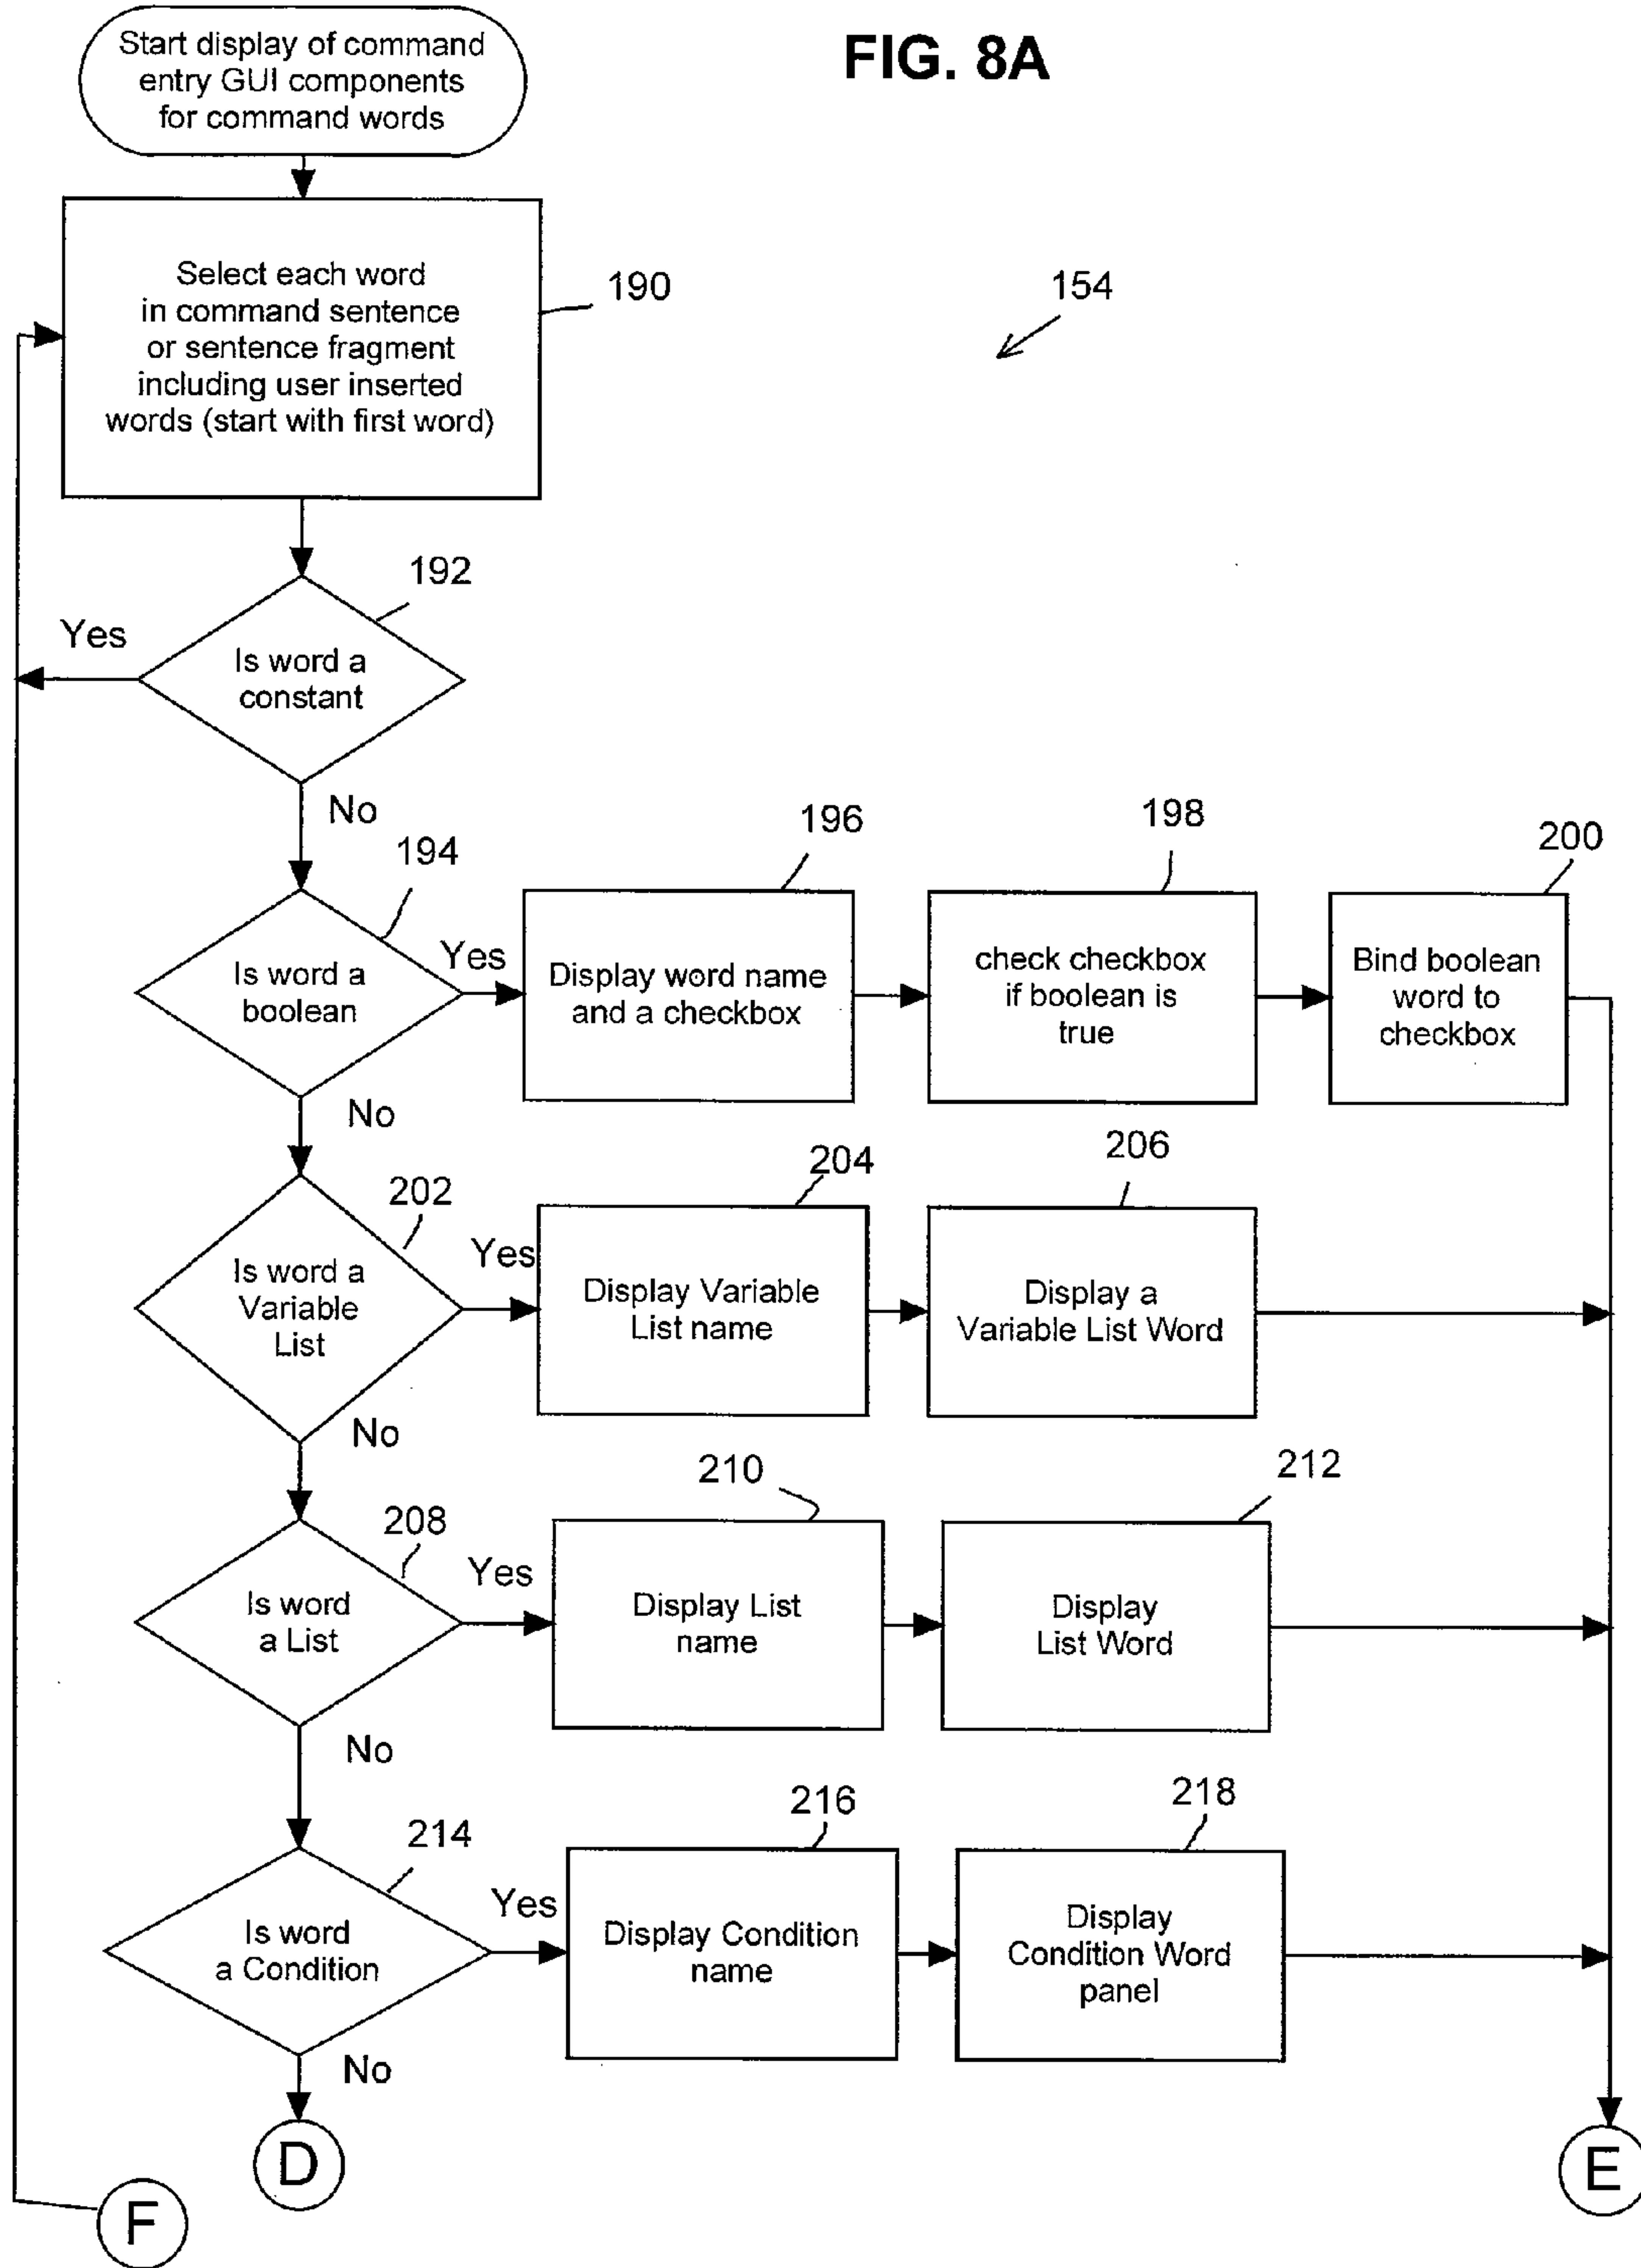 FIG. 8A
Start display of command
entry GUI components
for command words
Select each word
in command sentence
or sentence fragment
including user inserted
words (start with first word)
190
154
192
Yes
Is word a
constant
No
194
196
198
200
Is word a
boolean
Yes
Display word name
and a checkbox
check checkbox
if boolean is
true
Bind boolean
word to
checkbox
No
202
204
206
Is word a
Variable
List
Yes
Display Variable
List name
Display a
Variable List Word
No
208
210
212
Is word
a List
Yes
Display List
name
Display
List Word
No
214
216
218
Is word
a Condition
Yes
Display Condition
name
Display
Condition Word
panel
No
D
E
F